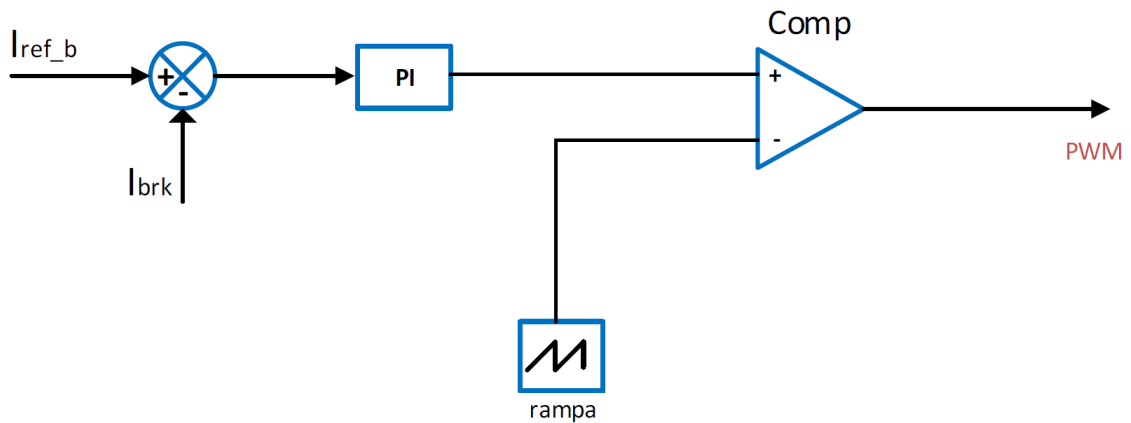 Comp
Iref_b
+
-
PI
+
-
Ibrk
PWM
rampa